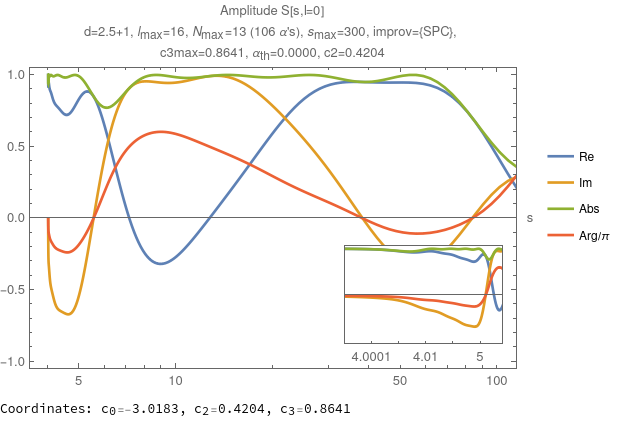 Amplitude S[s,l=0]
d=2.5+1, lmax=16, Nmax=13 (106 α's), smax=300, improv={SPC},
c3max=0.8641, αth=0.0000, c2=0.4204
1.0
0.5
0.0
-0.5
-1.0
5
10
50
100
s
4.0001
4.01
5
Re
Im
Abs
Arg/π
Coordinates: c0=-3.0183, c2=0.4204, c3=0.8641